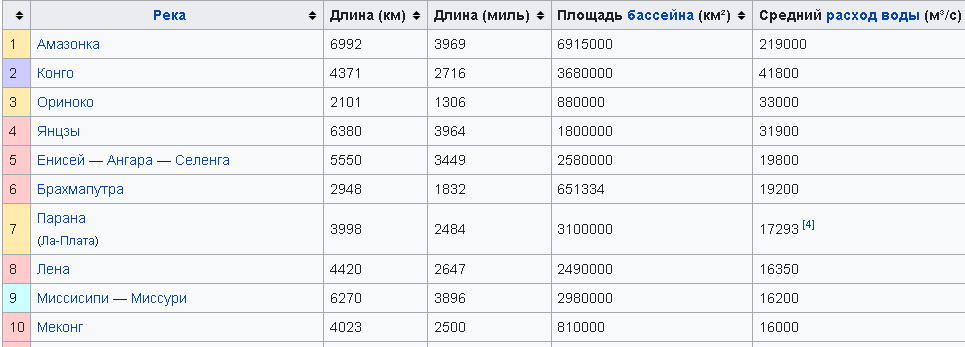 Река Длина (км) Длина (миль) Площадь бассейна (км²) Средний расход воды (м³/с)
1 Амазонка 6992 3969 6915000 219000
2 Конго 4371 2716 3680000 41800
3 Ориноко 2101 1306 880000 33000
4 Янцзы 6380 3964 1800000 31900
5 Енисей — Ангара — Селенга 5550 3449 2580000 19800
6 Брахмапутра 2948 1832 651334 19200
7 Парана
(Ла-Плата) 3998 2484 3100000 17293 [4]
8 Лена 4420 2647 2490000 16350
9 Миссисипи — Миссури 6270 3896 2980000 16200
10 Меконг 4023 2500 810000 16000